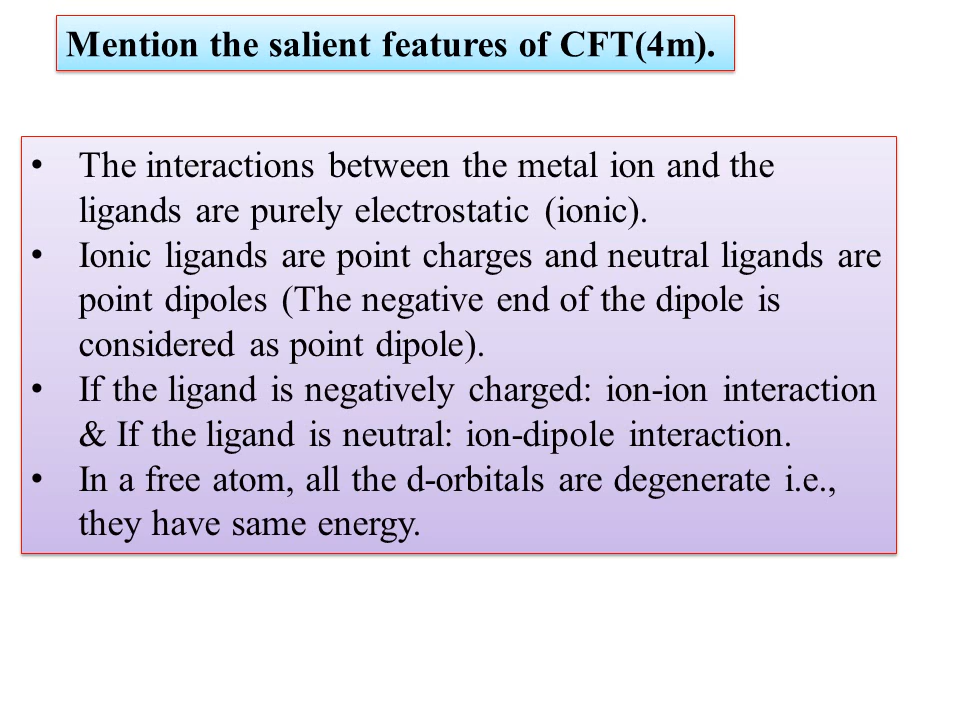 Mention the salient features of CFT(4m).
• The interactions between the metal ion and the
ligands are purely electrostatic (ionic).
• Ionic ligands are point charges and neutral ligands are
point dipoles (The negative end of the dipole is
considered as point dipole).
• If the ligand is negatively charged: ion-ion interaction
& If the ligand is neutral: ion-dipole interaction.
• In a free atom, all the d-orbitals are degenerate i.e.,
they have same energy.